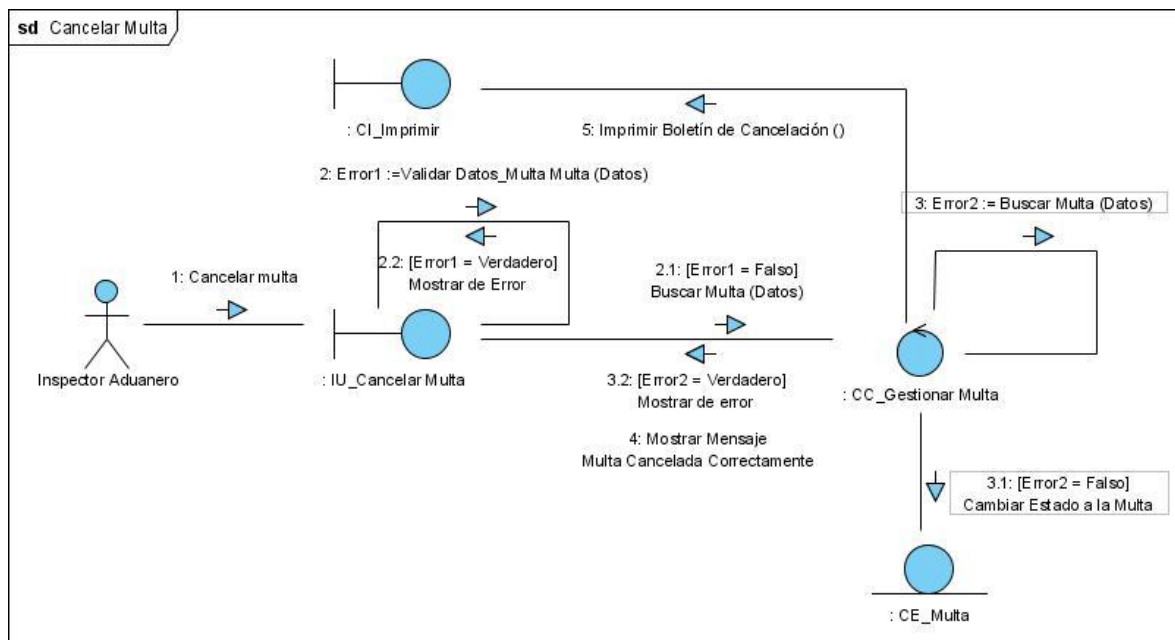 sd Cancelar Multa
: CI_Imprimir
5: Imprimir Boletín de Cancelación ()
2: Error1 :=Validar Datos_Multa Multa (Datos)
3: Error2 := Buscar Multa (Datos)
2.2: [Error1 = Verdadero]
Mostrar de Error
1: Cancelar multa
2.1: [Error1 = Falso]
Buscar Multa (Datos)
Inspector Aduanero
: IU_Cancelar Multa
3.2: [Error2 = Verdadero]
Mostrar de error
: CC_Gestionar Multa
4: Mostrar Mensaje
Multa Cancelada Correctamente
3.1: [Error2 = Falso]
Cambiar Estado a la Multa
: CE_Multa